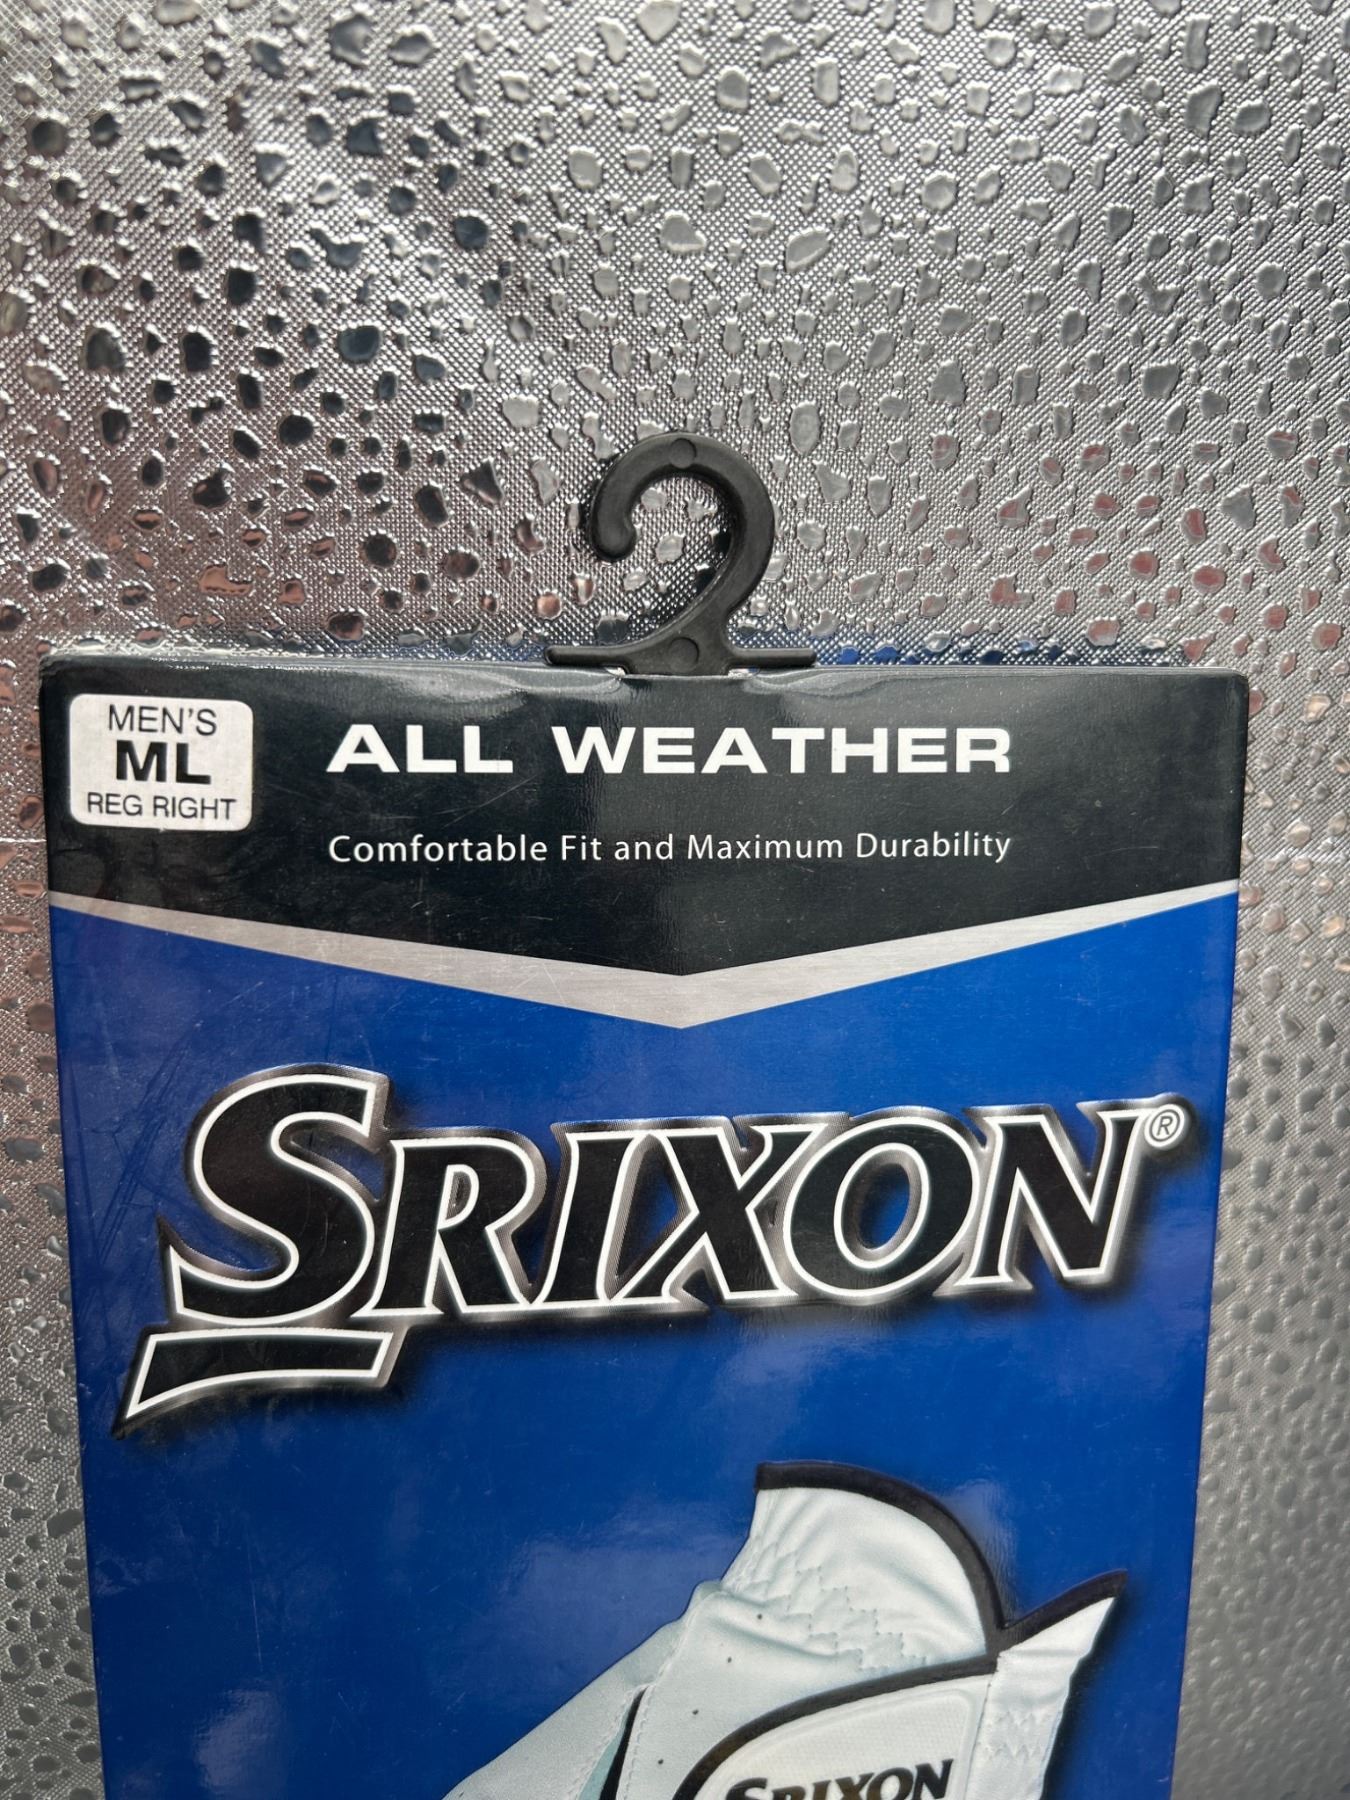 MEN'S
ML
REG RIGHT
ALL WEATHER
Comfortable Fit and Maximum Durability
SRIXON®
SRIXON